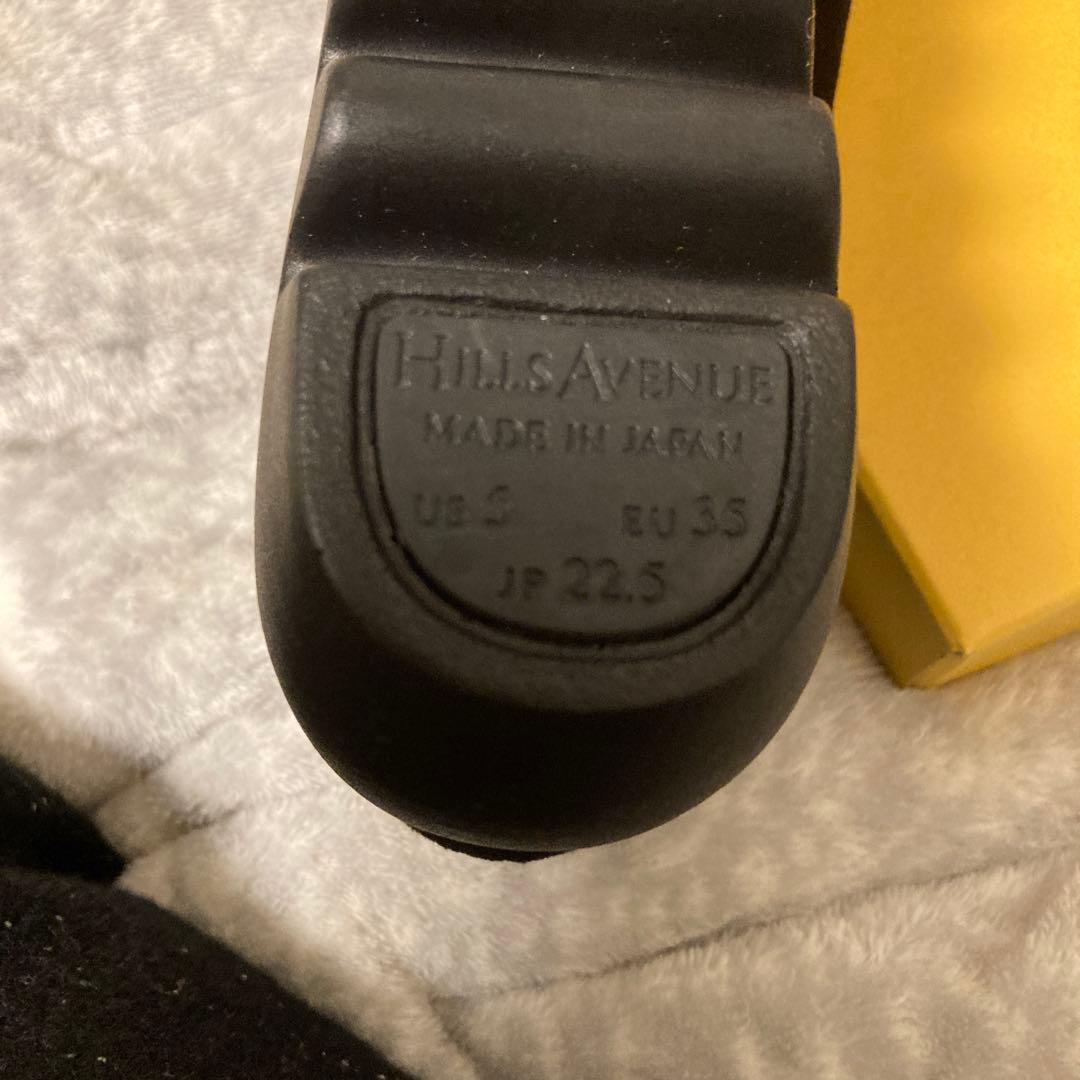 HILLS AVENUE
MADE IN JAPAN
US 5 EU 35
JP 22.5